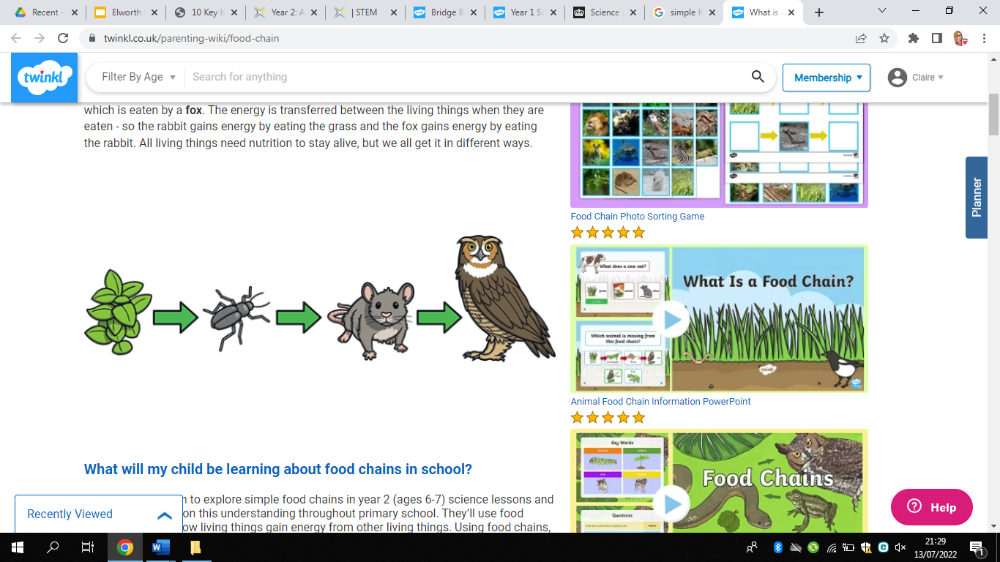 Recent -
Elworth
10 Key Is
Year 2: A
| STEM
Bridge B
Year 1 Sc
Science
simple f
What is
twinkl.co.uk/parenting-wiki/food-chain
twinkl
Filter By Age
Search for anything
Membership
Claire
which is eaten by a fox. The energy is transferred between the living things when they are
eaten - so the rabbit gains energy by eating the grass and the fox gains energy by eating
the rabbit. All living things need nutrition to stay alive, but we all get it in different ways.
What will my child be learning about food chains in school?
n to explore simple food chains in year 2 (ages 6-7) science lessons and
on this understanding throughout primary school. They'll use food
ow living things gain energy from other living things. Using food chains,
Recently Viewed
Food Chain Photo Sorting Game
What does a cow eat?
grass
What Is a Food Chain?
Which animal is missing from
this food chain?
twinkl
Animal Food Chain Information PowerPoint
Key Words
Food Chains
Questions
Planner
Help
21:29
13/07/2022
1